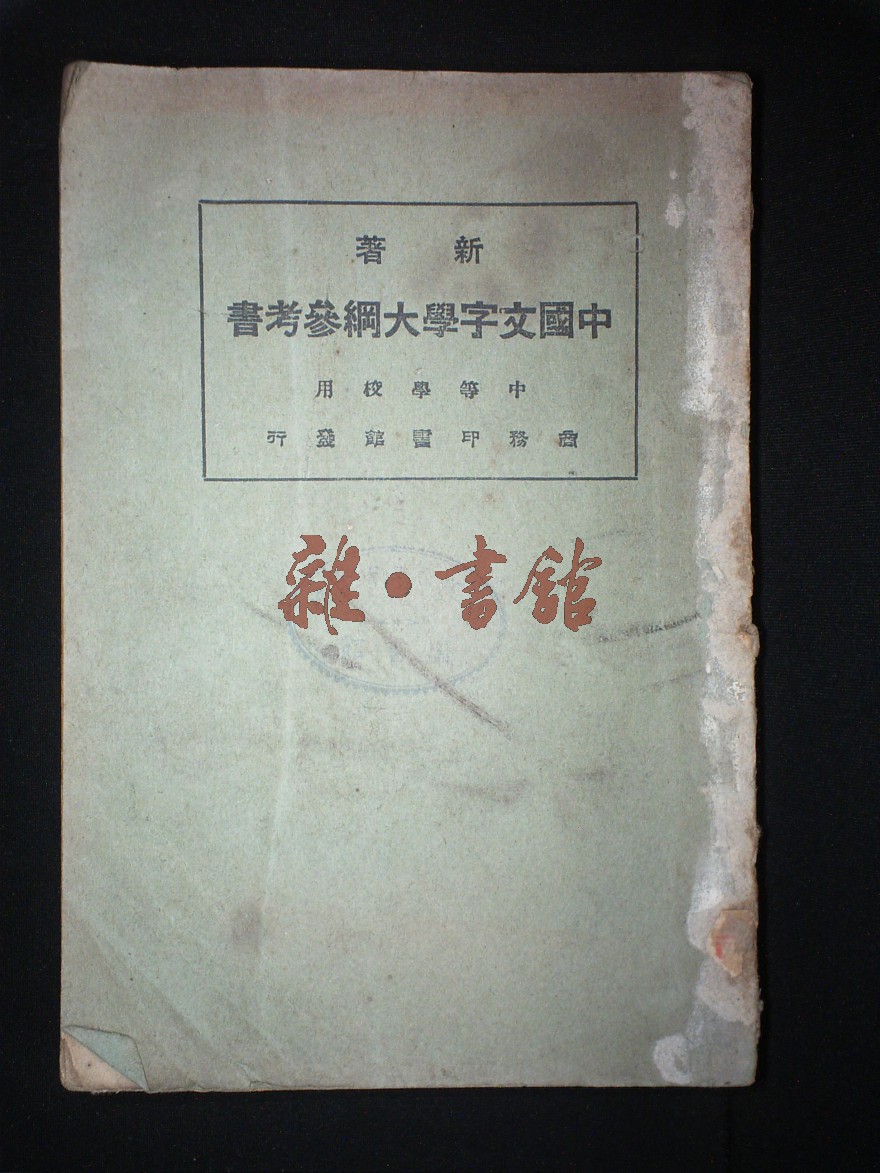 新著
中國文字學大綱參考書
中等學校用
商務印書館發行
雜·書館